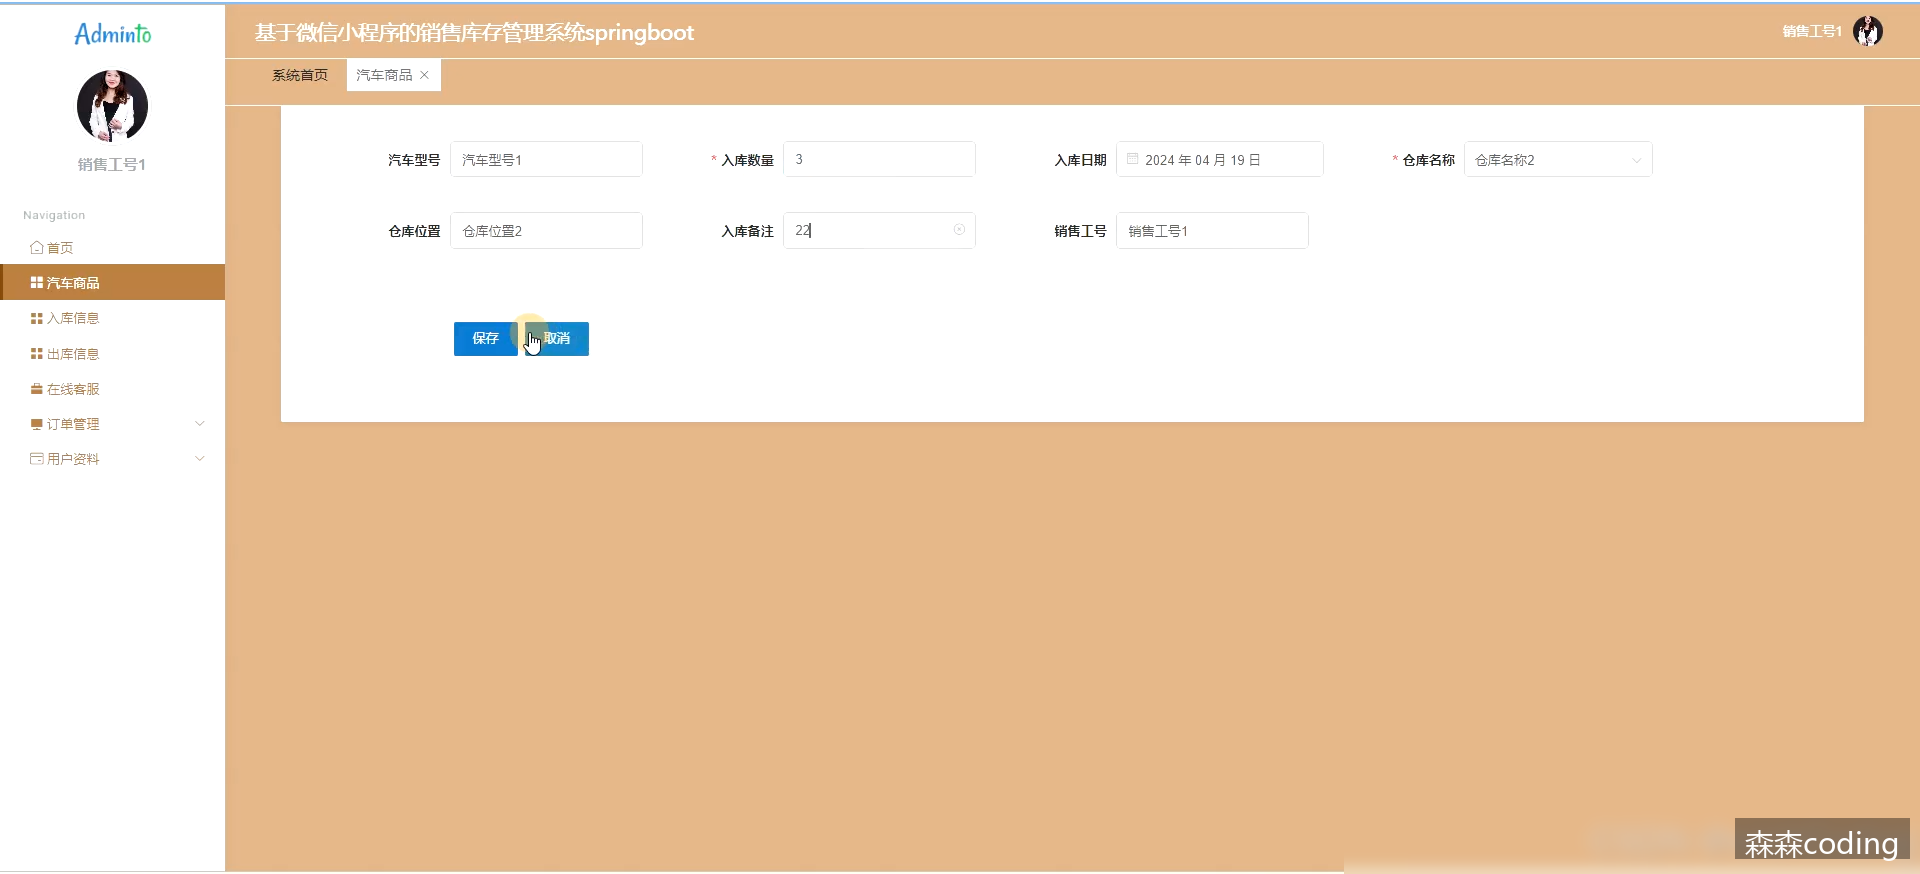 Adminto
基于微信小程序的销售库存管理系统springboot
销售工号1
系统首页
汽车商品
销售工号1
Navigation
首页
汽车商品
入库信息
出库信息
在线客服
订单管理
用户资料
汽车型号 汽车型号1 * 入库数量 3 入库日期 2024 年 04 月 19 日 * 仓库名称 仓库名称2
仓库位置 仓库位置2 入库备注 22 销售工号 销售工号1
保存 取消
森森coding